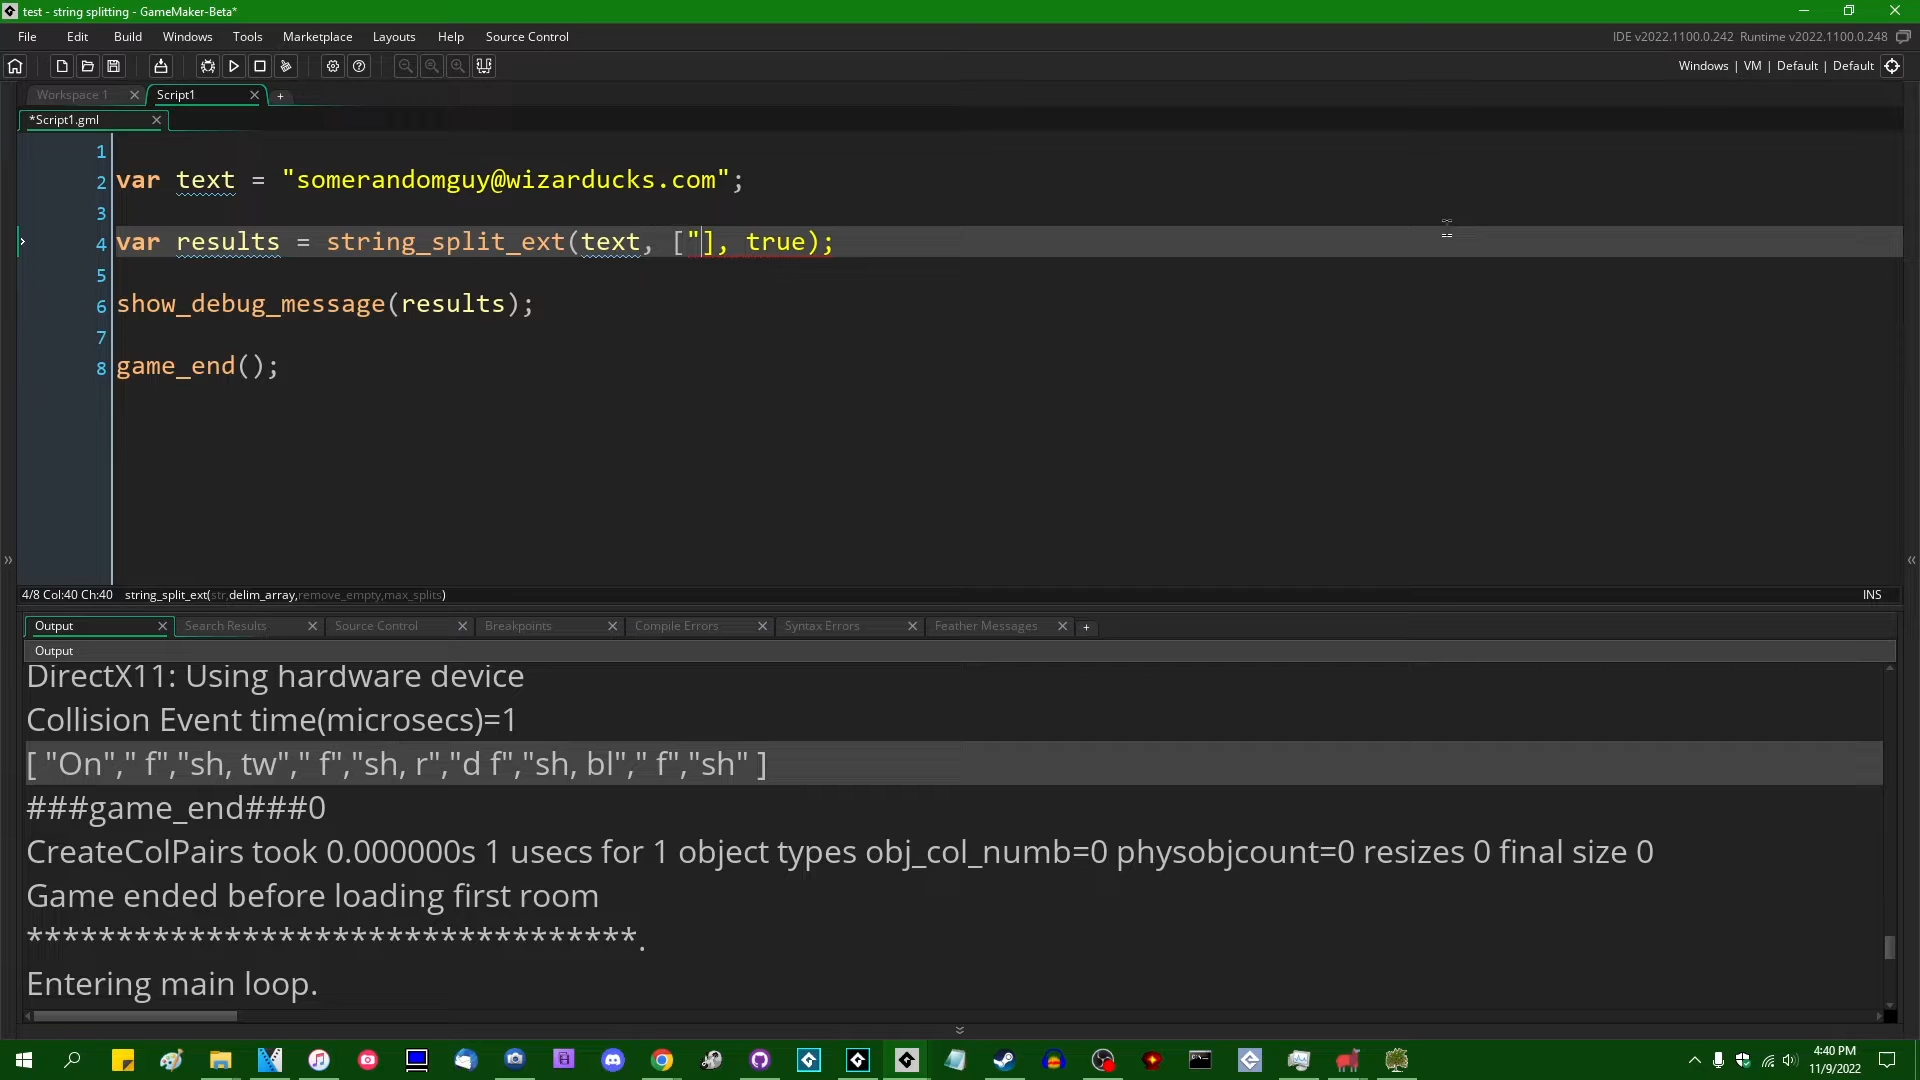 test - string splitting - GameMaker-Beta*
File Edit Build Windows Tools Marketplace Layouts Help Source Control
IDE v2022.1100.0.242 Runtime v2022.1100.0.248
Windows | VM | Default | Default
Workspace 1
Script1
*Script1.gml
1
2 var text = "somerandomguy@wizarducks.com";
3
4 var results = string_split_ext(text, ["], true);
5
6 show_debug_message(results);
7
8 game_end();
4/8 Col:40 Ch:40 string_split_ext(str,delim_array,remove_empty,max_splits)
INS
Output Search Results Source Control Breakpoints Compile Errors Syntax Errors Feather Messages
Output
DirectX11: Using hardware device
Collision Event time(microsecs)=1
[ "On"," f","sh, tw"," f","sh, r","d f","sh, bl"," f","sh" ]
###game_end###0
CreateColPairs took 0.000000s 1 usecs for 1 object types obj_col_numb=0 physobjcount=0 resizes 0 final size 0
Game ended before loading first room
***********************************.
Entering main loop.
4:40 PM
11/9/2022